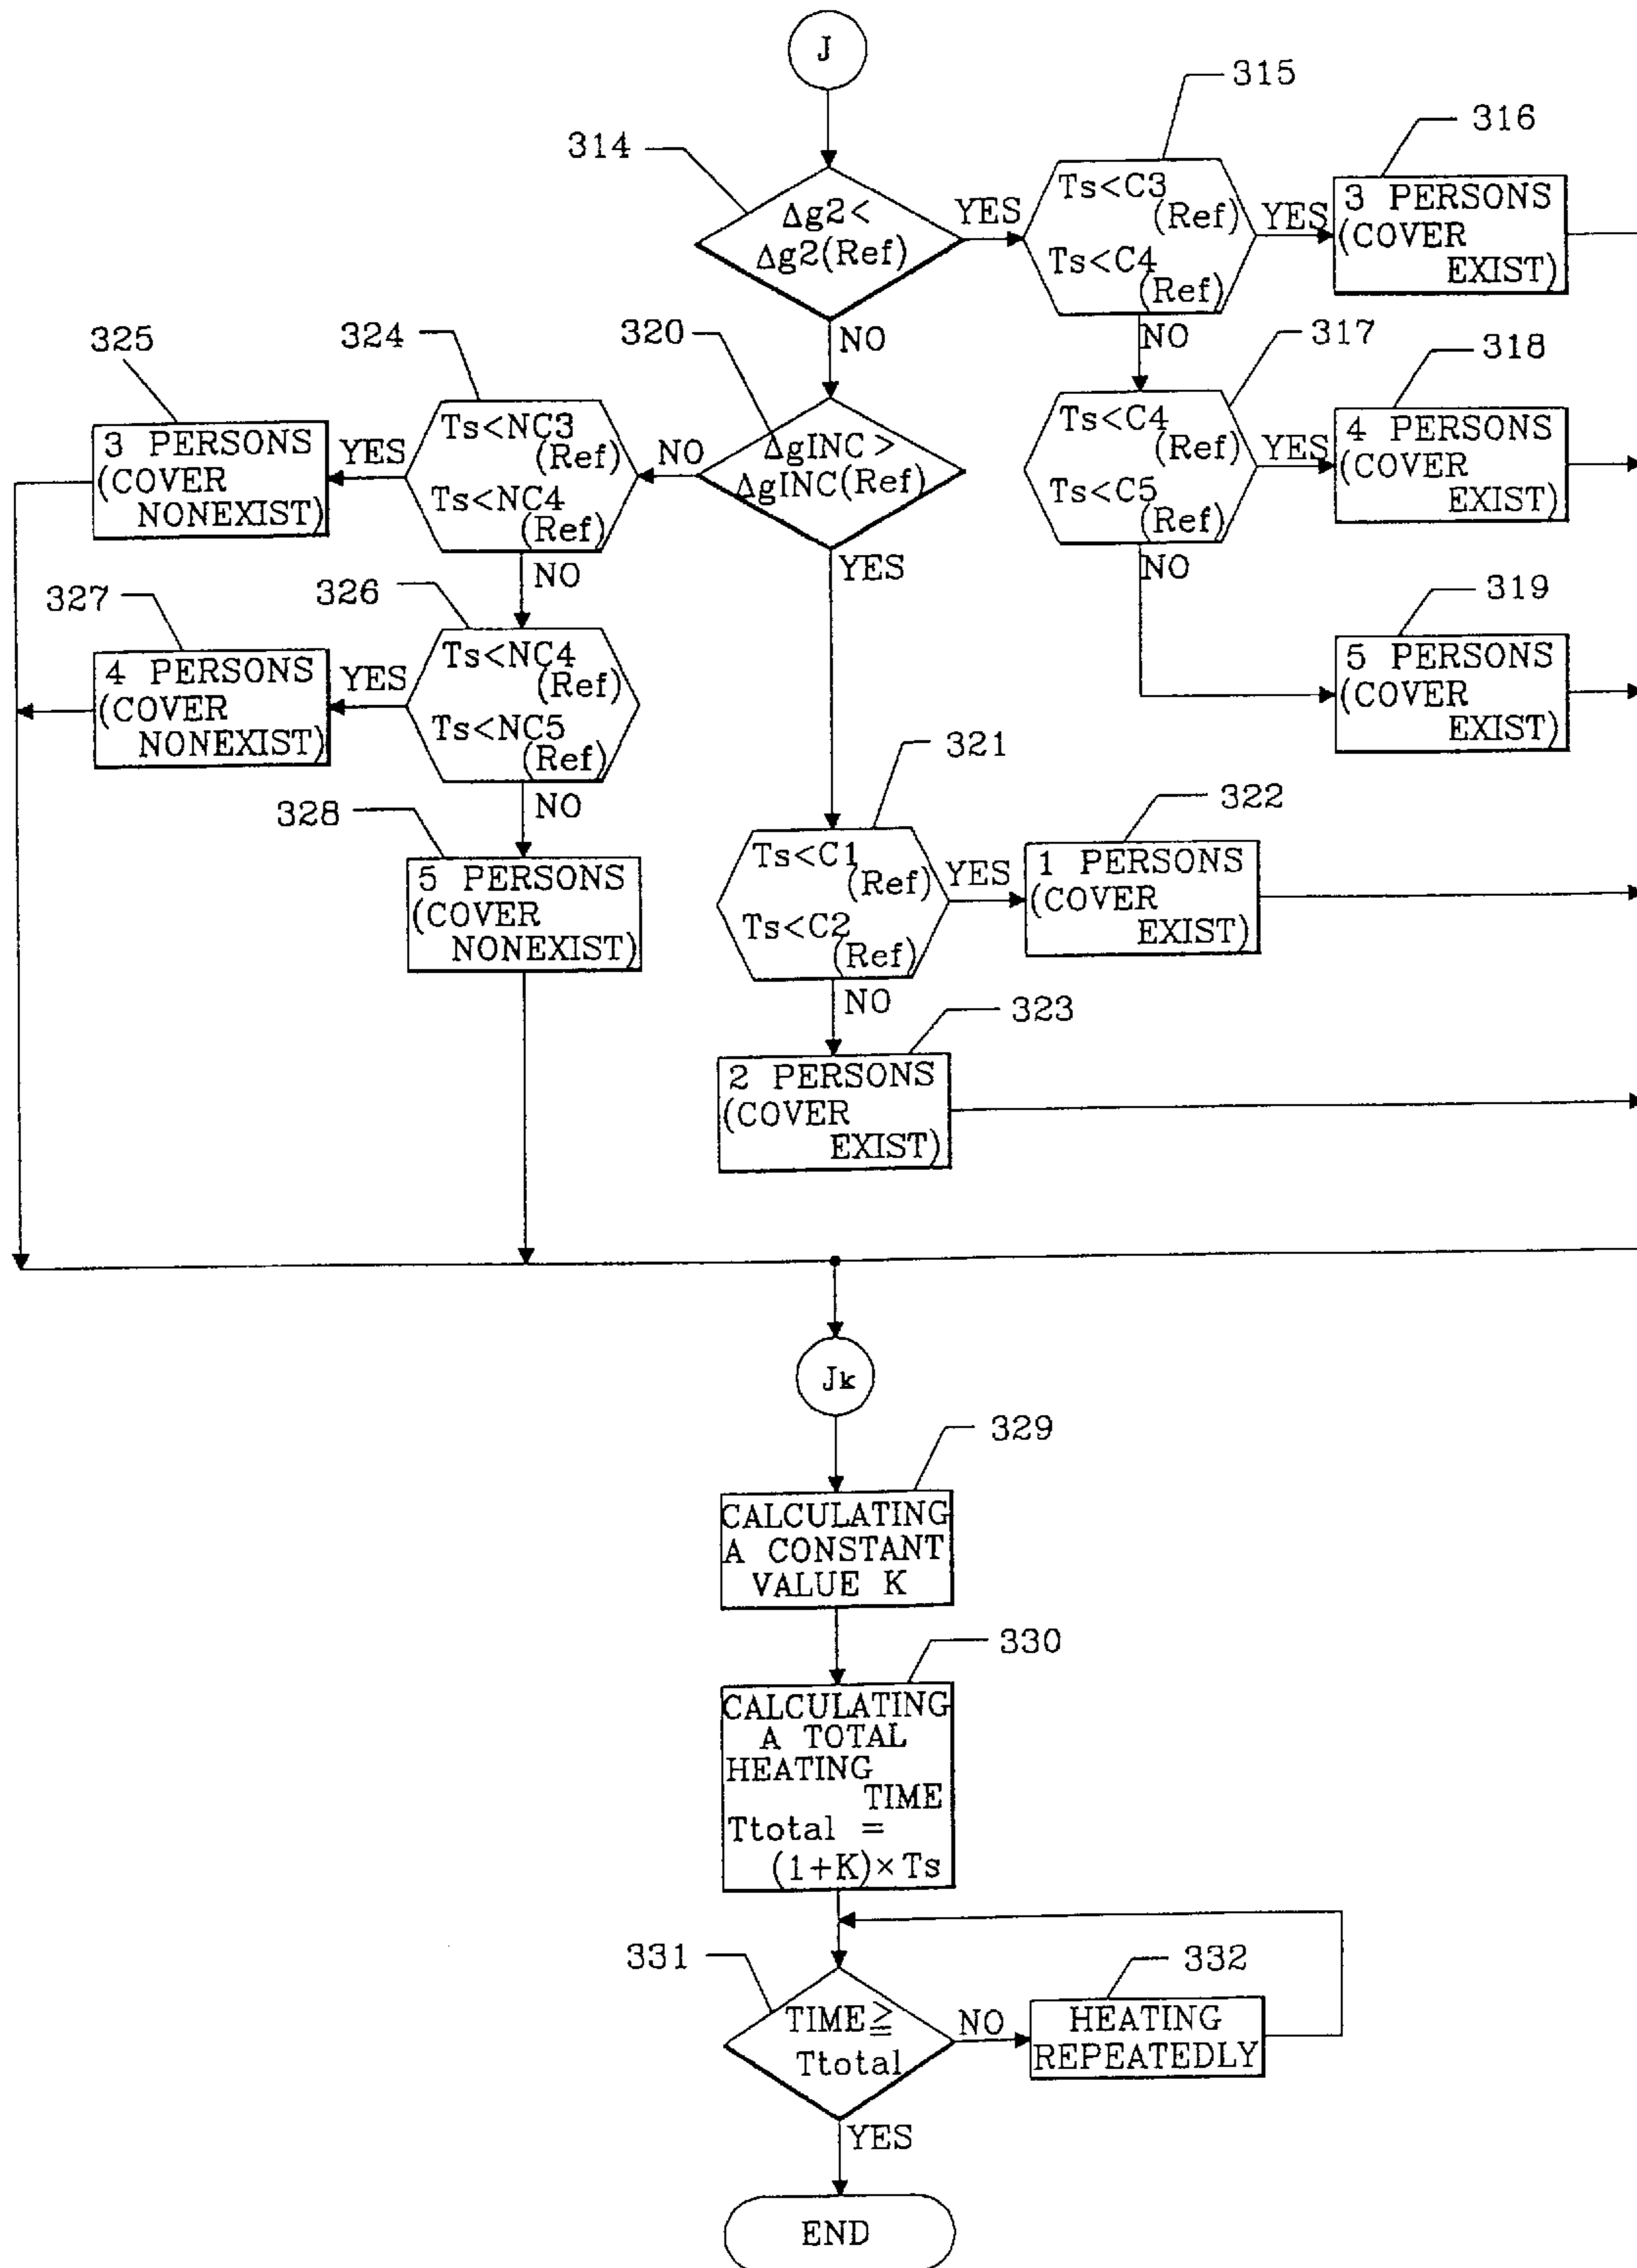 J
315
316
314
Δg2<
Δg2(Ref)
YES
Ts<C3
(Ref)
Ts<C4
(Ref)
YES
3 PERSONS
(COVER
EXIST)
NO
NO
325
324
320
317
318
3 PERSONS
(COVER
NONEXIST)
YES
Ts<NC3
(Ref)
Ts<NC4
(Ref)
NO
ΔgINC>
ΔgINC(Ref)
Ts<C4
(Ref)
Ts<C5
(Ref)
YES
4 PERSONS
(COVER
EXIST)
NO
YES
NO
327
326
319
4 PERSONS
(COVER
NONEXIST)
YES
Ts<NC4
(Ref)
Ts<NC5
(Ref)
5 PERSONS
(COVER
EXIST)
NO
321
322
328
5 PERSONS
(COVER
NONEXIST)
Ts<C1
(Ref)
Ts<C2
(Ref)
YES
1 PERSONS
(COVER
EXIST)
NO
323
2 PERSONS
(COVER
EXIST)
Jk
329
CALCULATING
A CONSTANT
VALUE K
330
CALCULATING
A TOTAL
HEATING
TIME
Ttotal =
(1+K)×Ts
331
332
TIME≧
Ttotal
NO
HEATING
REPEATEDLY
YES
END